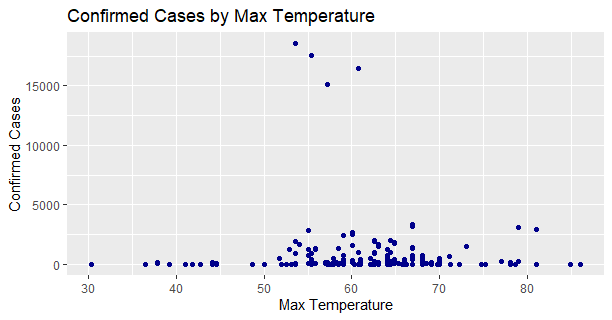 Confirmed Cases by Max Temperature
Confirmed Cases
15000
10000
5000
0
30 40 50 60 70 80
Max Temperature